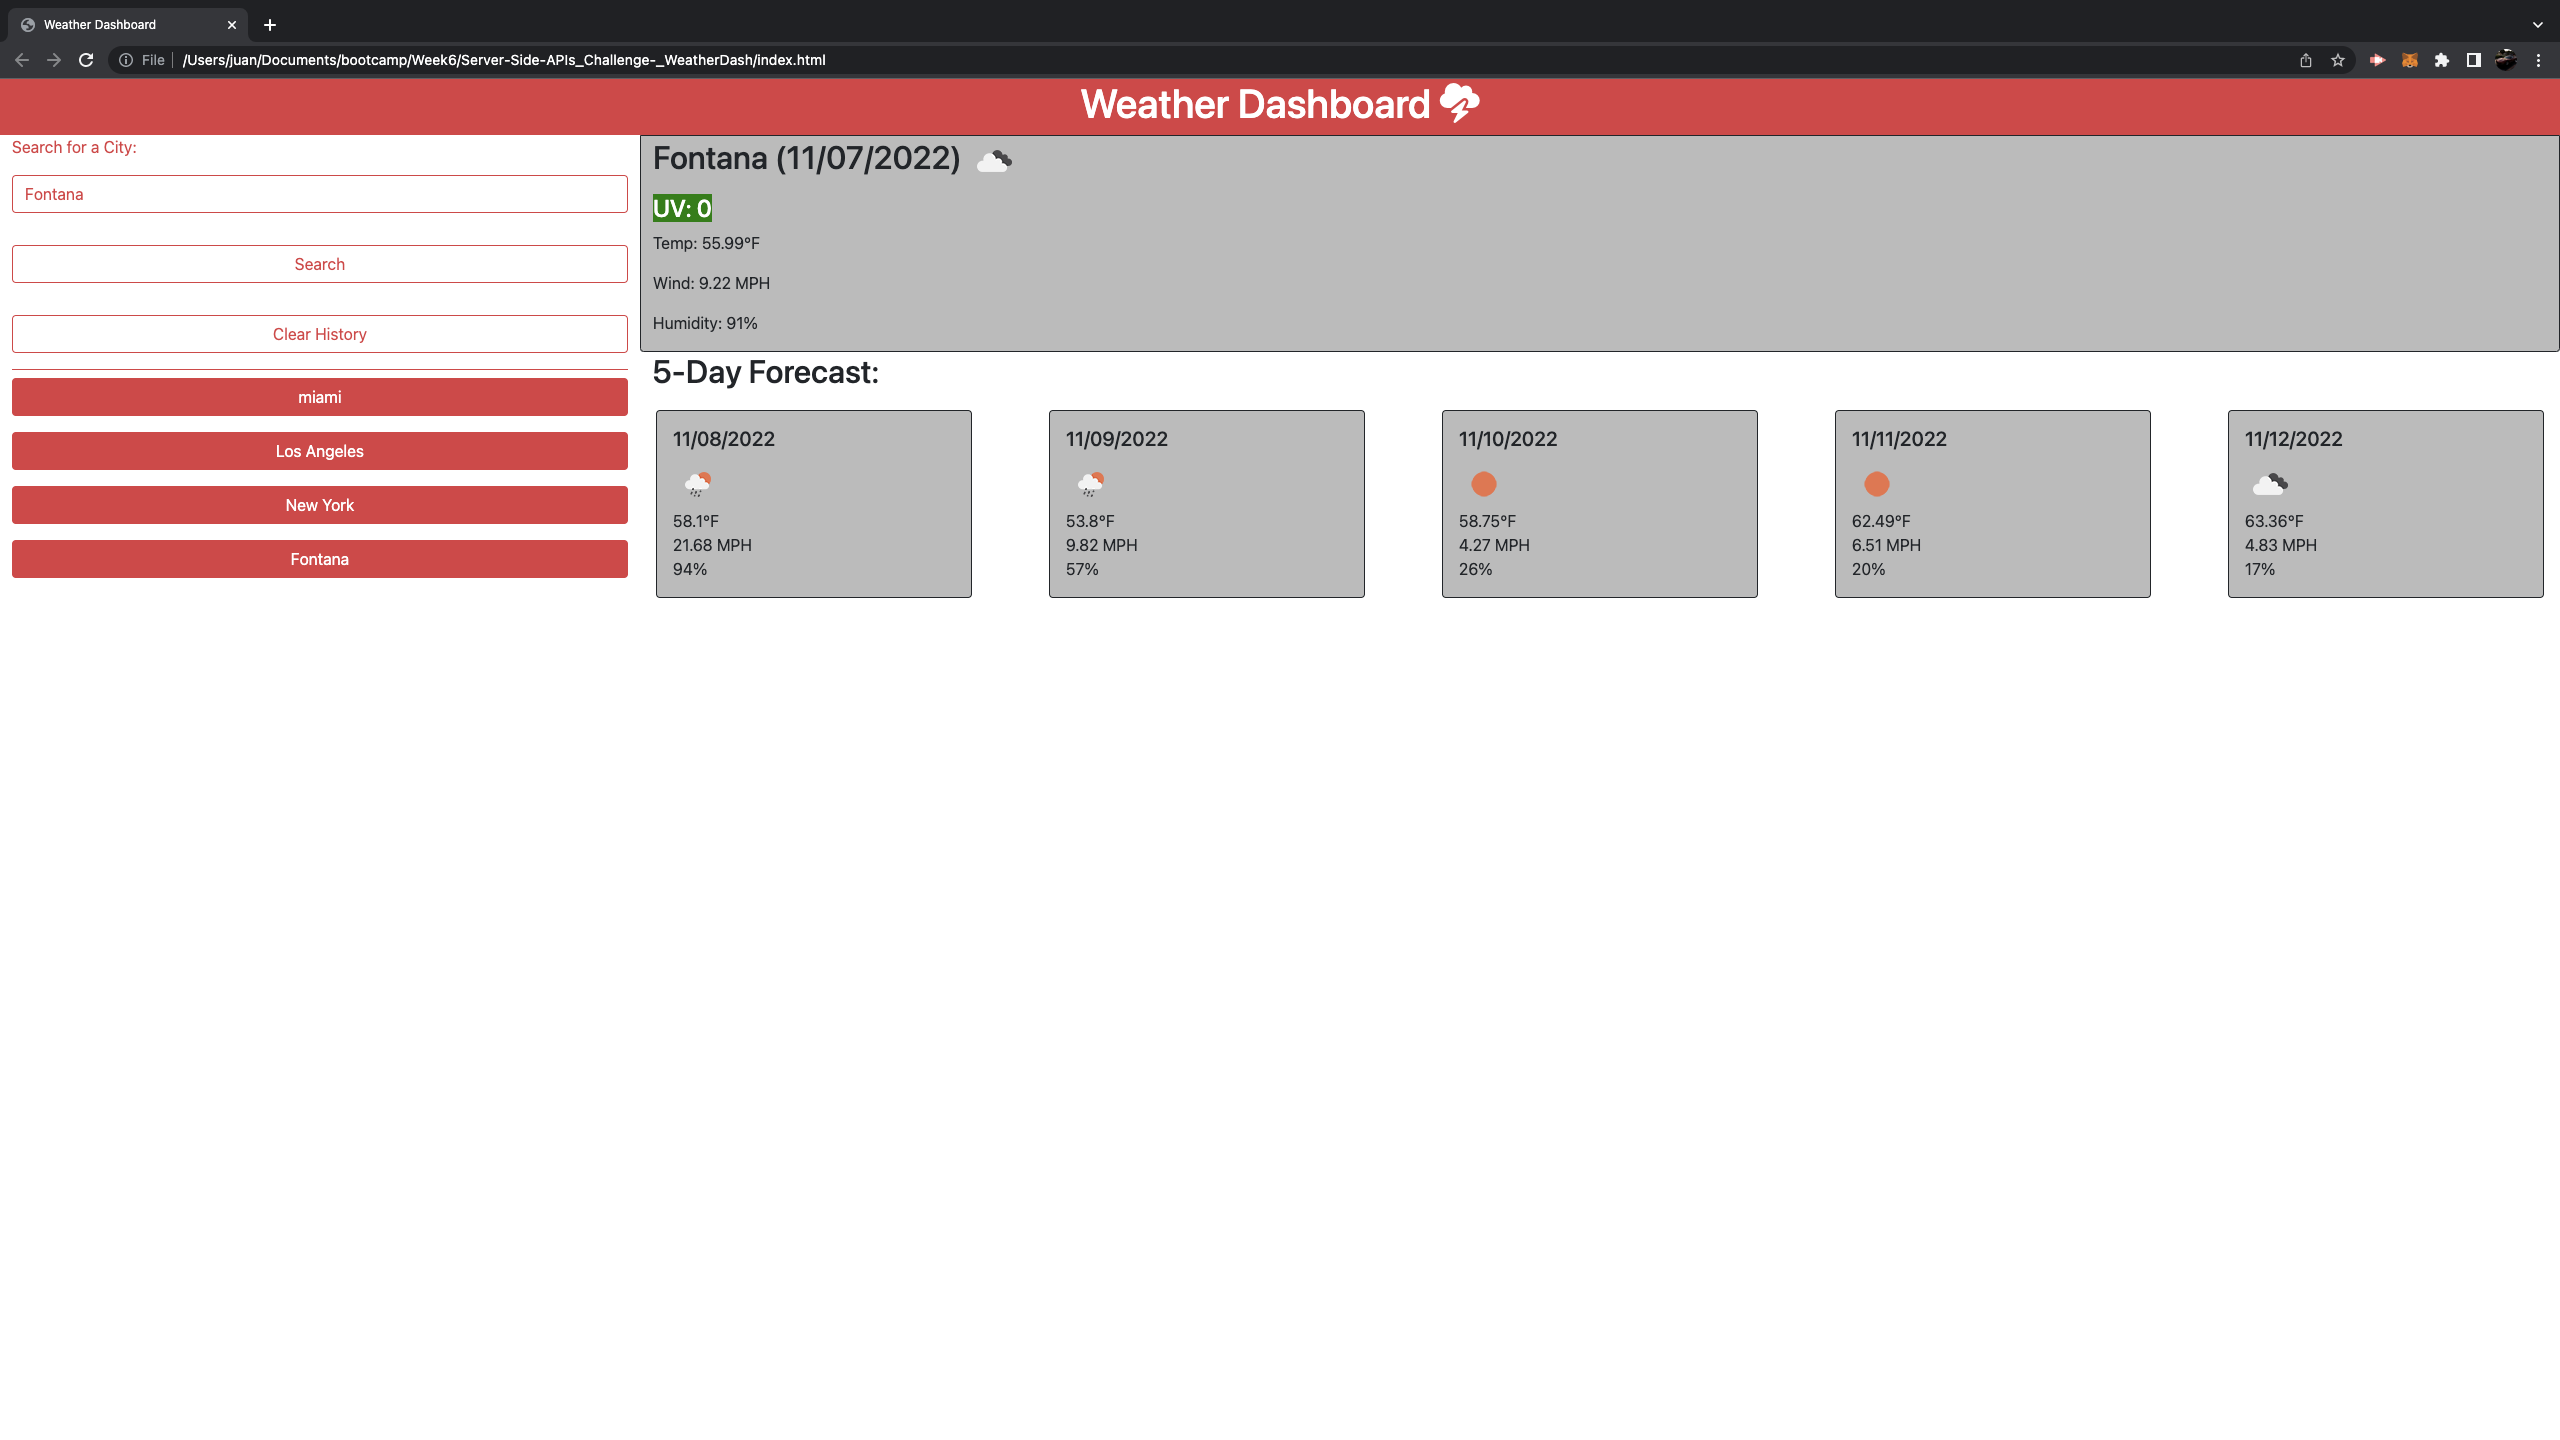 Weather Dashboard
File
/Users/juan/Documents/bootcamp/Week6/Server-Side-APIs_Challenge-_WeatherDash/index.html
Weather Dashboard
Search for a City:
Fontana
Search
Clear History
miami
Los Angeles
New York
Fontana
Fontana (11/07/2022)
UV: 0
Temp: 55.99°F
Wind: 9.22 MPH
Humidity: 91%
5-Day Forecast:
11/08/2022
58.1°F
21.68 MPH
94%
11/09/2022
53.8°F
9.82 MPH
57%
11/10/2022
58.75°F
4.27 MPH
26%
11/11/2022
62.49°F
6.51 MPH
20%
11/12/2022
63.36°F
4.83 MPH
17%